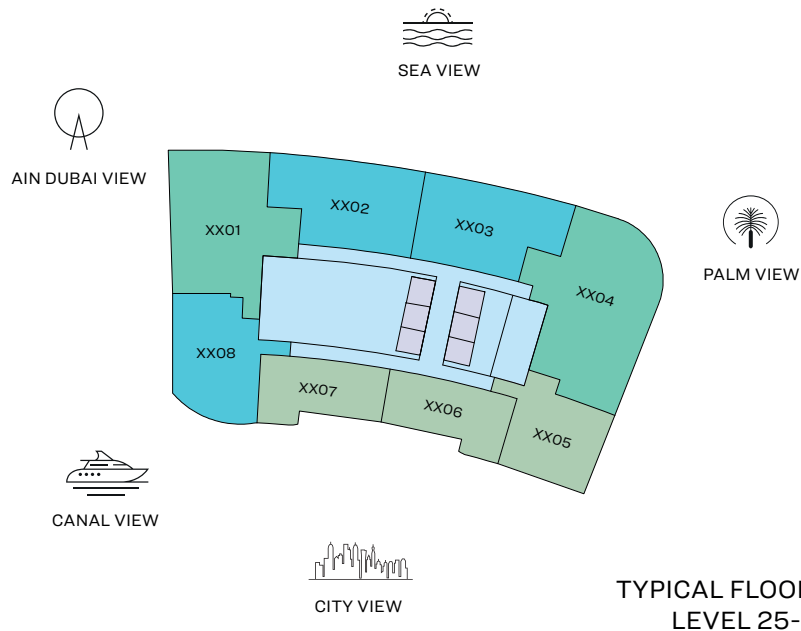 SEA VIEW
AIN DUBAI VIEW
XX02
XX01
XX03
PALM VIEW
XX04
XX08
XX07
XX06
XX05
CANAL VIEW
CITY VIEW
TYPICAL FLOOR
LEVEL 25-